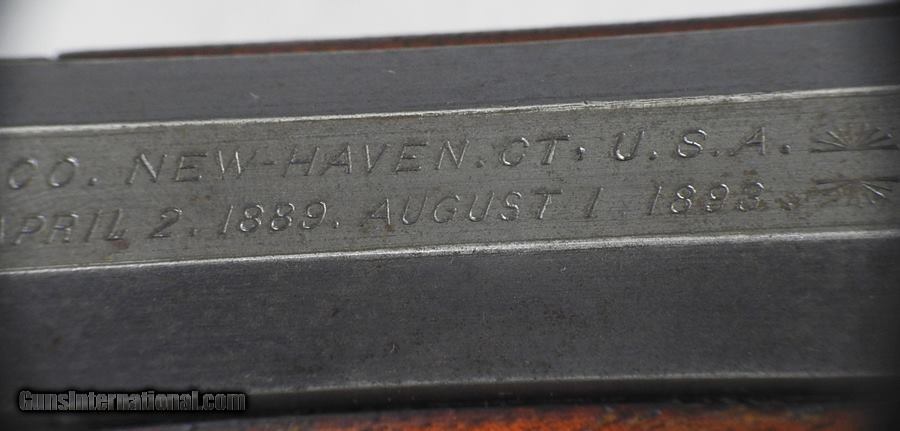 CO. NEW-HAVEN. CT. U.S.A.
APRIL 2. 1889. AUGUST 1. 1893.
GunsInternational.com